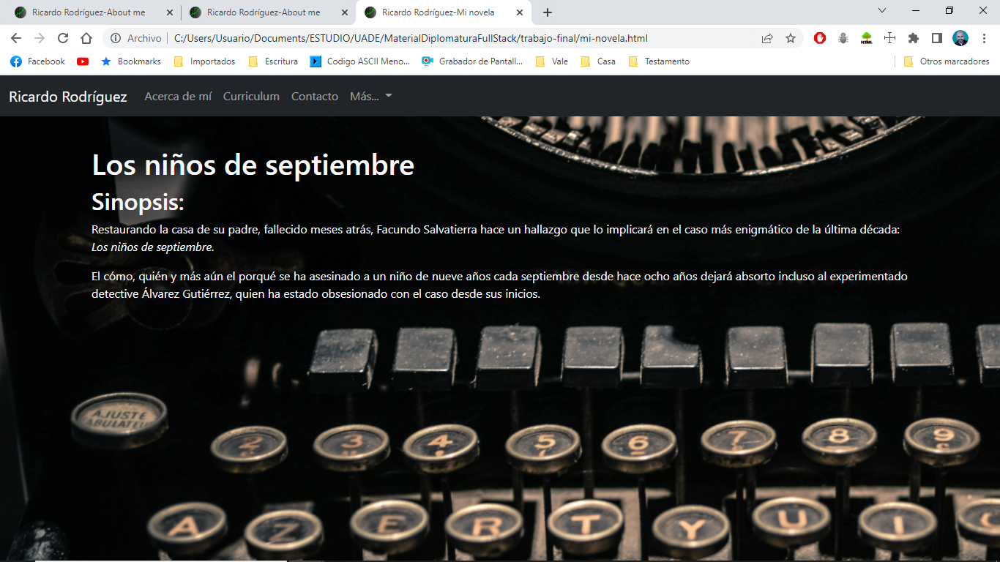 Ricardo Rodríguez-About me
Ricardo Rodríguez-About me
Ricardo Rodríguez-Mi novela
Archivo
C:/Users/Usuario/Documents/ESTUDIO/UADE/MaterialDiplomaturaFullStack/trabajo-final/mi-novela.html
HTML
Facebook
Bookmarks
Importados
Escritura
Codigo ASCII Meno...
Grabador de Pantall...
Vale
Casa
Testamento
Otros marcadores
Ricardo Rodríguez
Acerca de mí
Curriculum
Contacto
Más...
Los niños de septiembre
Sinopsis:
Restaurando la casa de su padre, fallecido meses atrás, Facundo Salvatierra hace un hallazgo que lo implicará en el caso más enigmático de la última década:
Los niños de septiembre.
El cómo, quién y más aún el porqué se ha asesinado a un niño de nueve años cada septiembre desde hace ocho años dejará absorto incluso al experimentado
detective Álvarez Gutiérrez, quien ha estado obsesionado con el caso desde sus inicios.
AJUSTE
2 3 4 5 6 7 8 9
A Z E R T Y U I